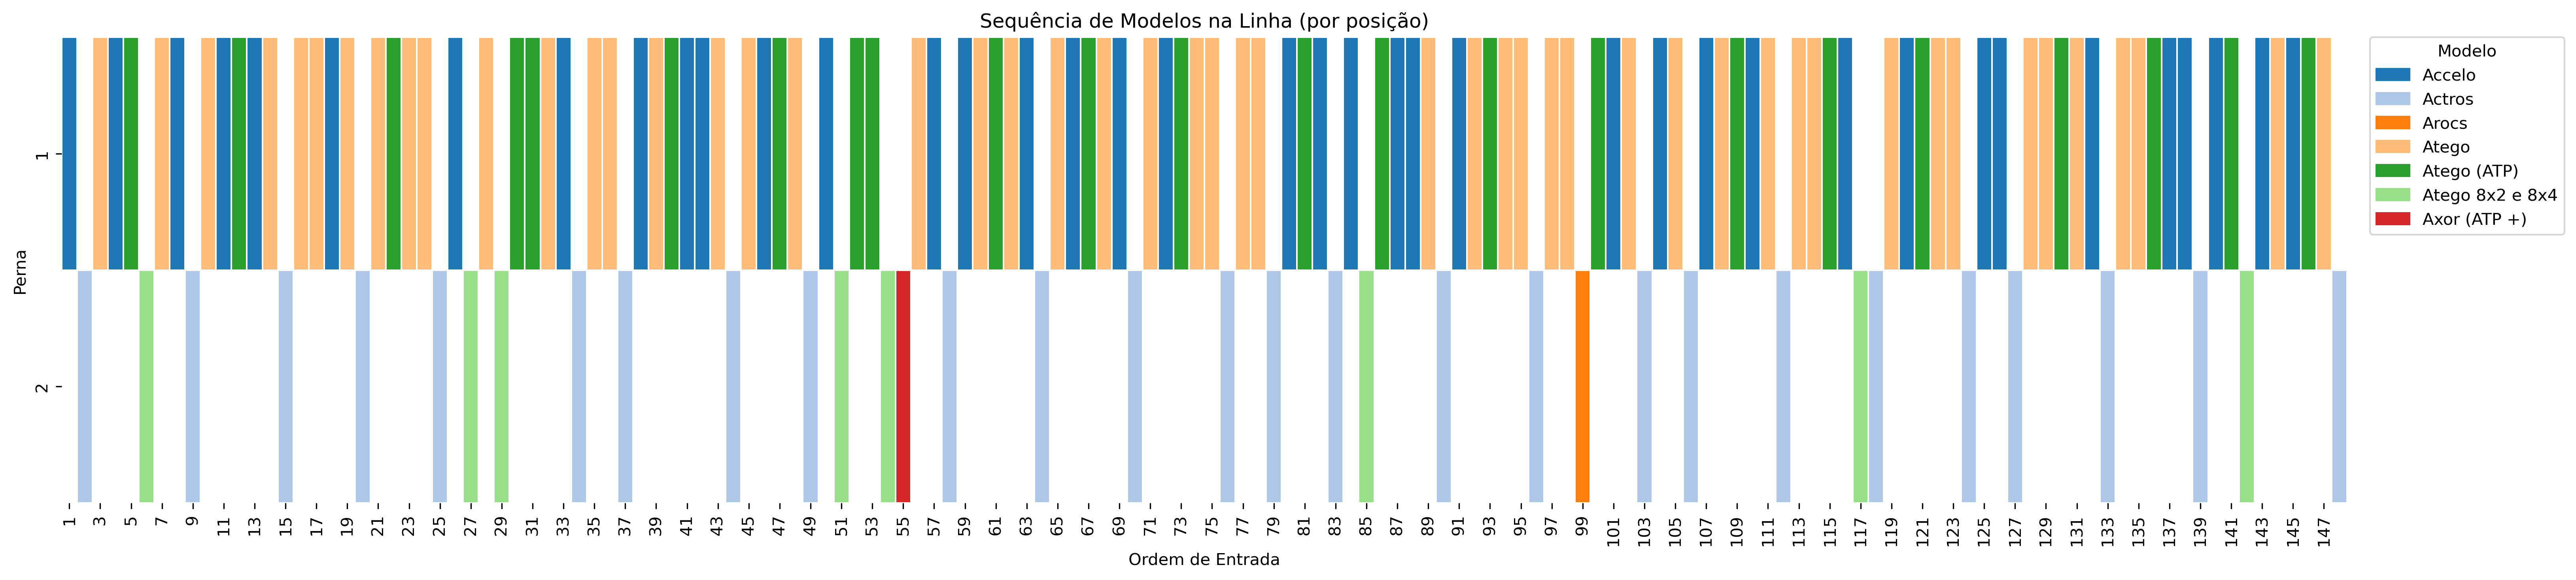 Sequência de Modelos na Linha (por posição)
Modelo
Accelo
Actros
Arocs
Atego
Atego (ATP)
Atego 8x2 e 8x4
Axor (ATP +)
Perna
1
2
1 3 5 7 9 11 13 15 17 19 21 23 25 27 29 31 33 35 37 39 41 43 45 47 49 51 53 55 57 59 61 63 65 67 69 71 73 75 77 79 81 83 85 87 89 91 93 95 97 99 101 103 105 107 109 111 113 115 117 119 121 123 125 127 129 131 133 135 137 139 141 143 145 147
Ordem de Entrada